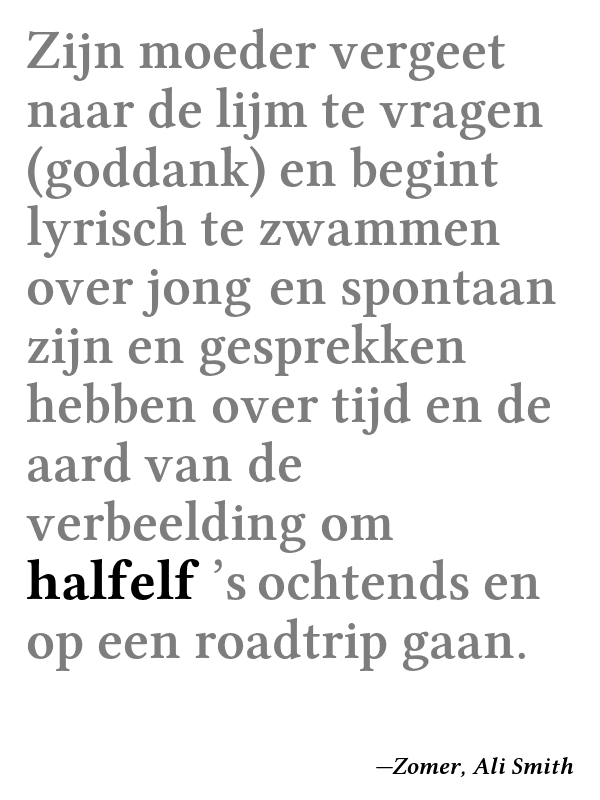 Zijn moeder vergeet
naar de lijm te vragen
(goddank) en begint
lyrisch te zwammen
over jong en spontaan
zijn en gesprekken
hebben over tijd en de
aard van de
verbeelding om
halfelf ’s ochtends en
op een roadtrip gaan.
—Zomer, Ali Smith